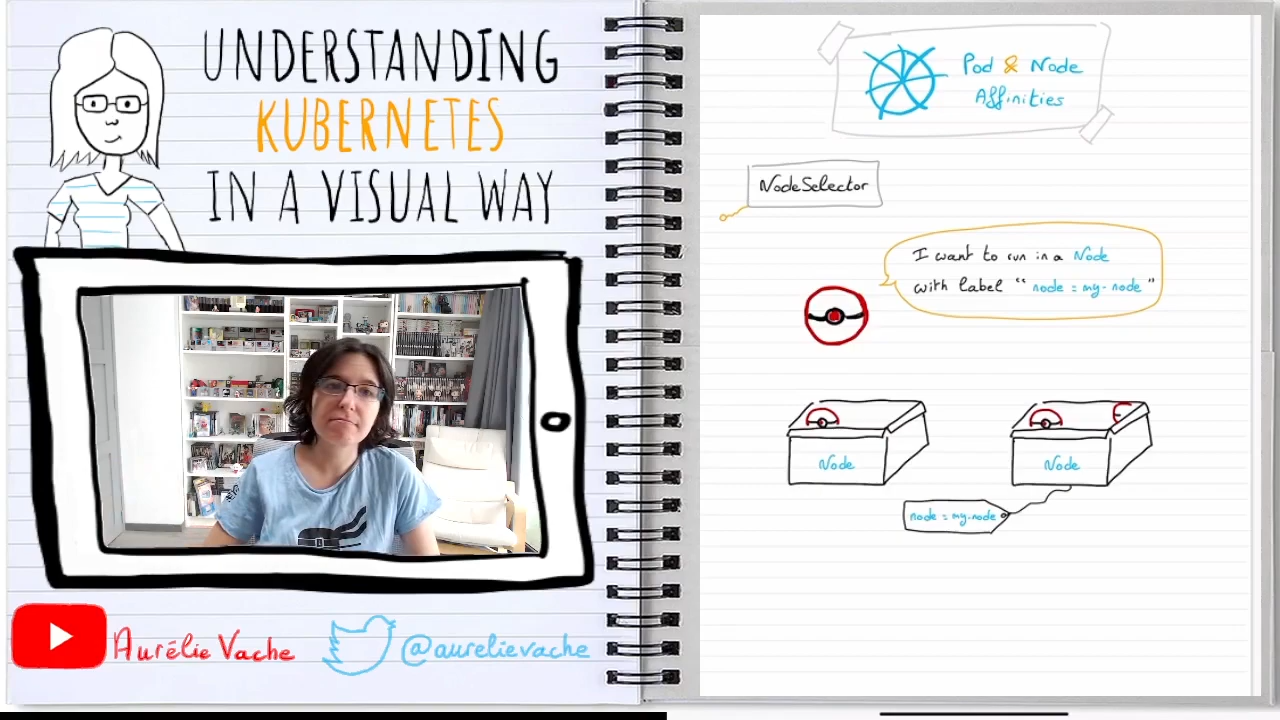 UNDERSTANDING
KUBERNETES
IN A VISUAL WAY
Aurélie Vache
@aurelievache
Pod & Node
Affinities
NodeSelector
I want to run in a Node
with label "node = my-node"
Node
Node
node = my-node